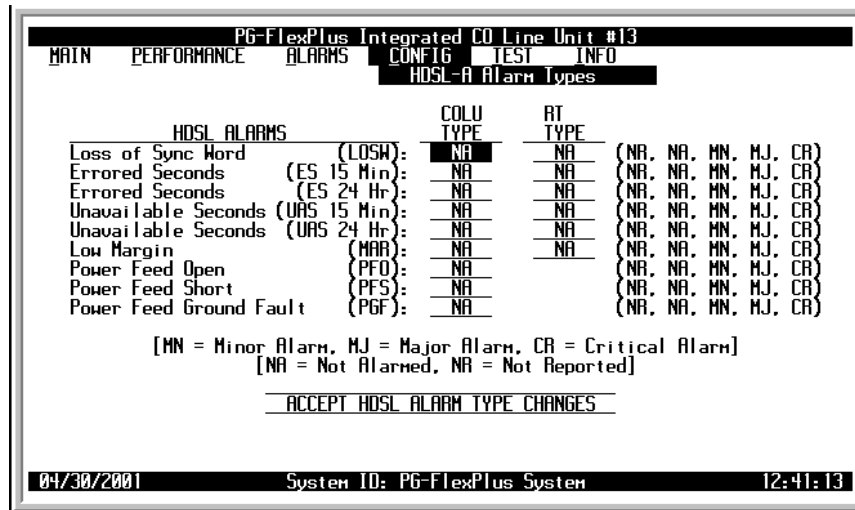 PG-FlexPlus Integrated CO Line Unit #13
MAIN PERFORMANCE ALARMS CONFIG TEST INFO
HDSL-A Alarm Types
COLU RT
HDSL ALARMS TYPE TYPE
Loss of Sync Word (LOSW): NA NA (NR, NA, MN, MJ, CR)
Errored Seconds (ES 15 Min): NA NA (NR, NA, MN, MJ, CR)
Errored Seconds (ES 24 Hr): NA NA (NR, NA, MN, MJ, CR)
Unavailable Seconds (UAS 15 Min): NA NA (NR, NA, MN, MJ, CR)
Unavailable Seconds (UAS 24 Hr): NA NA (NR, NA, MN, MJ, CR)
Low Margin (MAR): NA NA (NR, NA, MN, MJ, CR)
Power Feed Open (PFO): NA (NR, NA, MN, MJ, CR)
Power Feed Short (PFS): NA (NR, NA, MN, MJ, CR)
Power Feed Ground Fault (PGF): NA (NR, NA, MN, MJ, CR)
[MN = Minor Alarm, MJ = Major Alarm, CR = Critical Alarm]
[NA = Not Alarmed, NR = Not Reported]
ACCEPT HDSL ALARM TYPE CHANGES
04/30/2001 System ID: PG-FlexPlus System 12:41:13